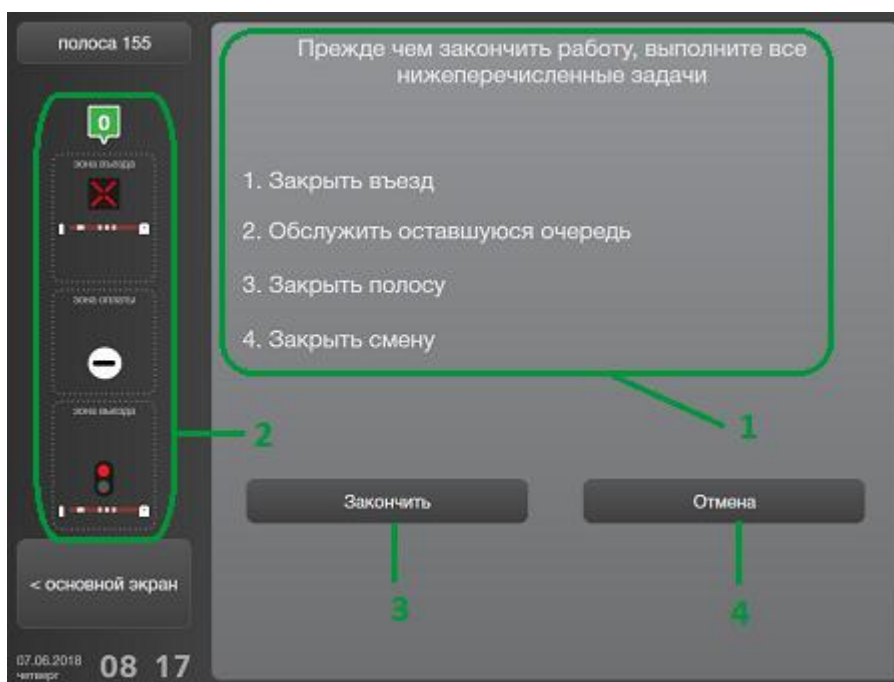 полоса 155
0
зона въезда
зона оплаты
зона выезда
< основной экран
07.06.2018
четверг
08 17
Прежде чем закончить работу, выполните все
нижеперечисленные задачи
1. Закрыть въезд
2. Обслужить оставшуюся очередь
3. Закрыть полосу
4. Закрыть смену
1
2
Закончить
Отмена
3
4